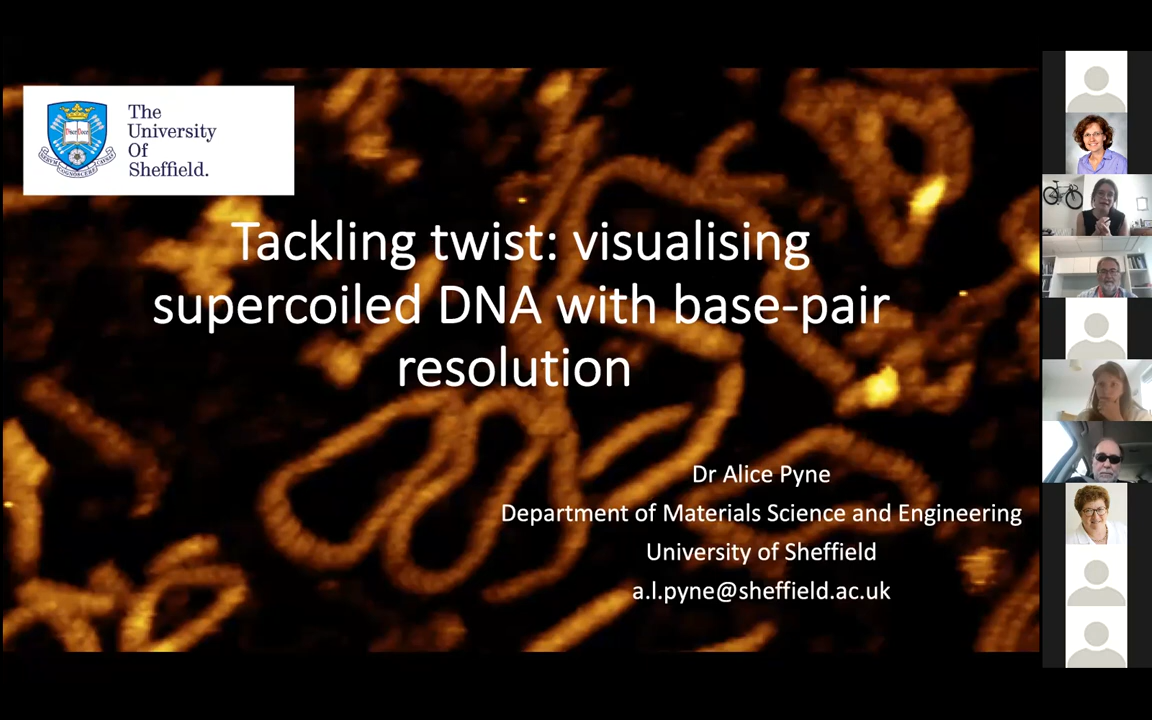 The
University
Of
Sheffield.
Tackling twist: visualising
supercoiled DNA with base-pair
resolution
Dr Alice Pyne
Department of Materials Science and Engineering
University of Sheffield
a.l.pyne@sheffield.ac.uk